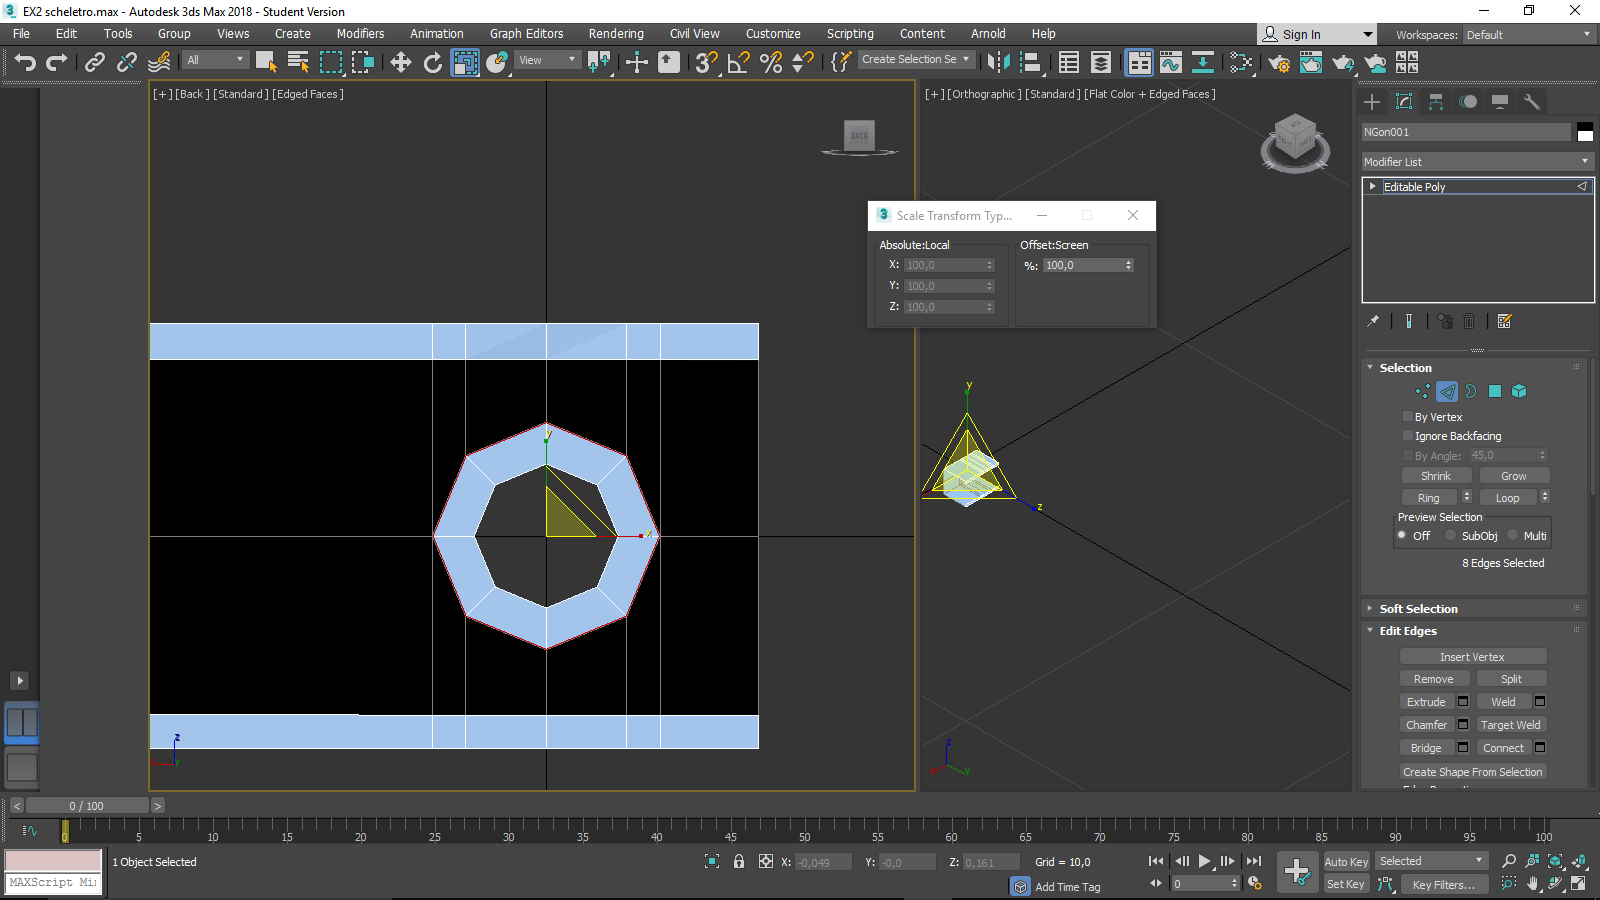 EX2 scheletro.max - Autodesk 3ds Max 2018 - Student Version
File Edit Tools Group Views Create Modifiers Animation Graph Editors Rendering Civil View Customize Scripting Content Arnold Help
Sign In
Workspaces: Default
All
View
Create Selection Se
[+] [Back ] [Standard ] [Edged Faces ]
BACK
[+] [Orthographic ] [Standard ] [Flat Color + Edged Faces ]
NGon001
Modifier List
Editable Poly
Scale Transform Typ...
Absolute:Local
X: 100,0
Y: 100,0
Z: 100,0
Offset:Screen
%: 100,0
Selection
By Vertex
Ignore Backfacing
By Angle: 45,0
Shrink Grow
Ring Loop
Preview Selection
Off SubObj Multi
8 Edges Selected
Soft Selection
Edit Edges
Insert Vertex
Remove Split
Extrude Weld
Chamfer Target Weld
Bridge Connect
Create Shape From Selection
y
x
y
z
z
y
z
y
< 0 / 100 >
0 5 10 15 20 25 30 35 40 45 50 55 60 65 70 75 80 85 90 95 100
MAXScript Mi
1 Object Selected
X: -0,049 Y: -0,0 Z: 0,161 Grid = 10,0
Add Time Tag
0
Auto Key Selected
Set Key Key Filters...